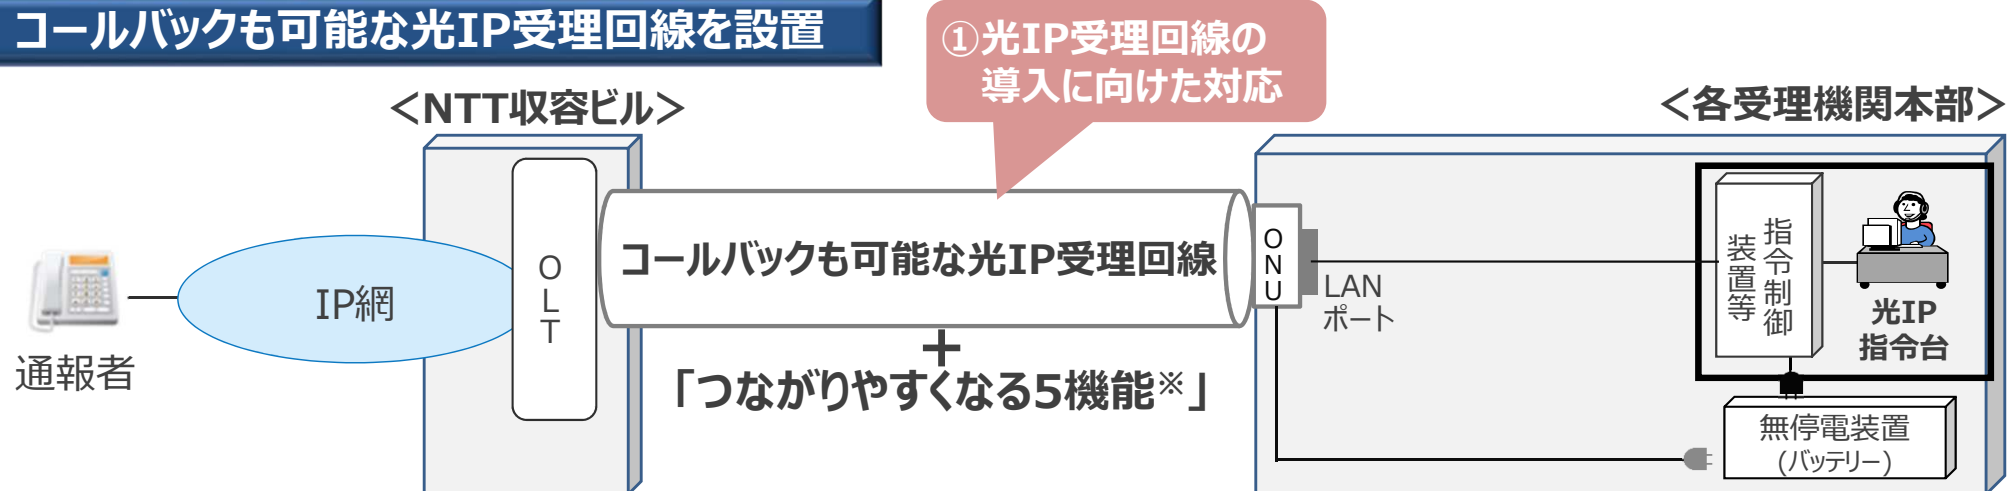 コールバックも可能な光IP受理回線を設置
①光IP受理回線の
導入に向けた対応
＜NTT収容ビル＞
＜各受理機関本部＞
通報者
IP網
OLT
コールバックも可能な光IP受理回線
＋
「つながりやすくなる5機能※」
ONU
LAN
ポート
指令制御
装置等
光IP
指令台
無停電装置
(バッテリー)